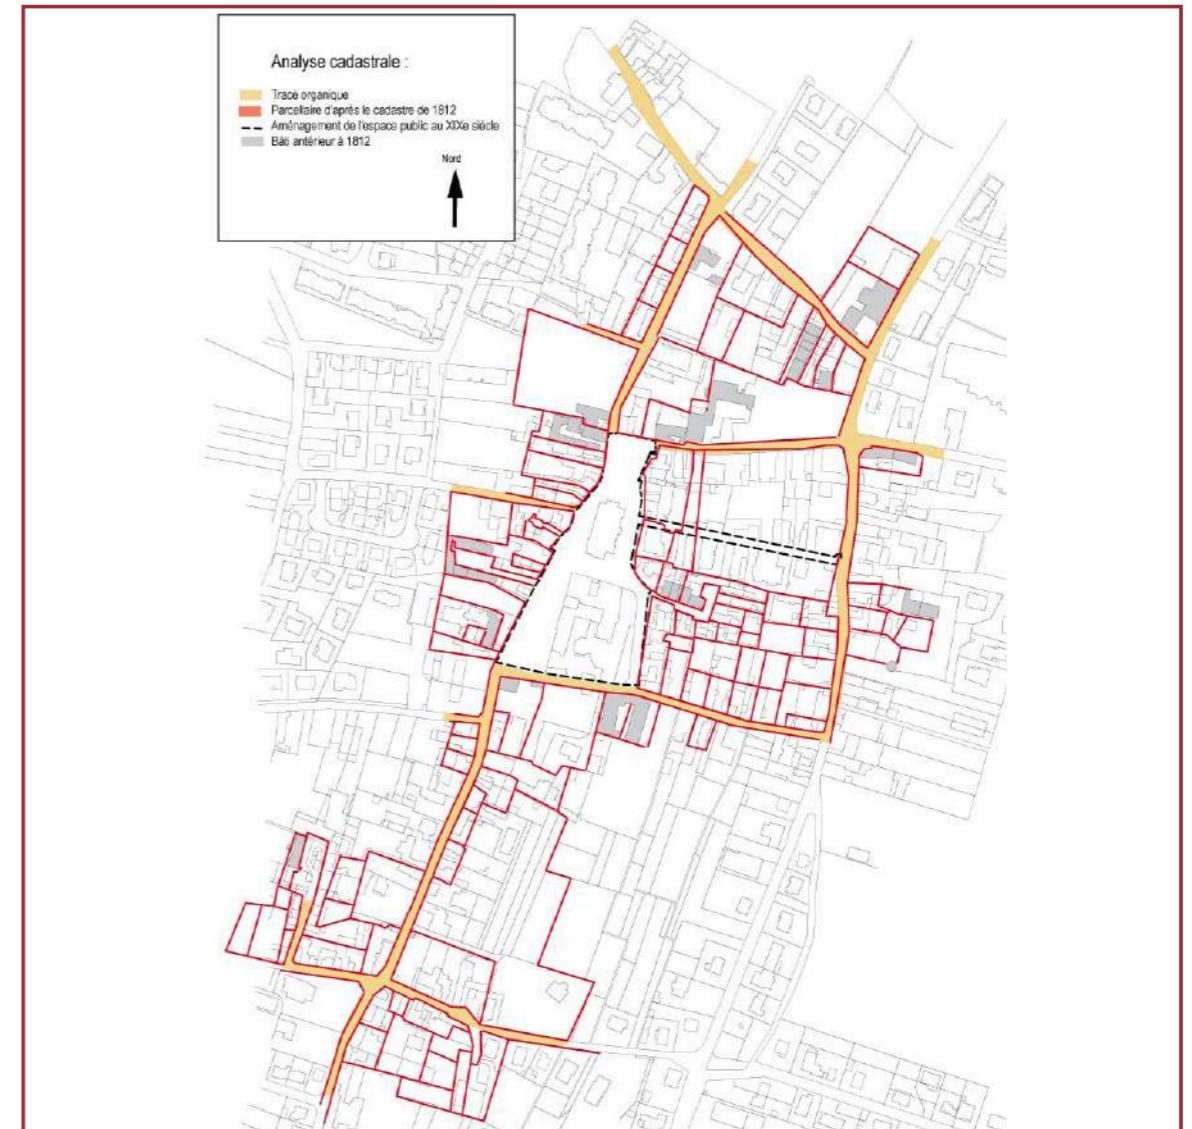 Analyse cadastrale :
Tracé organique
Parcellaire d'après le cadastre de 1812
Aménagement de l'espace public au XIXe siècle
Bâti antérieur à 1812
Nord